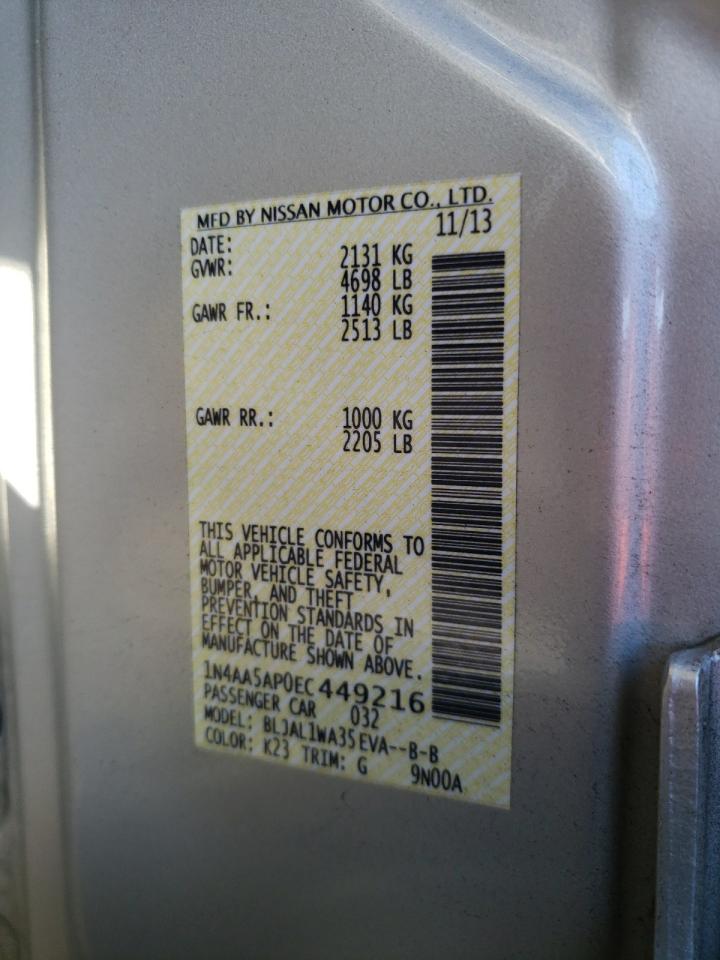 MFD BY NISSAN MOTOR CO., LTD.
DATE: 11/13
GVWR: 2131 KG
4698 LB
GAWR FR.: 1140 KG
2513 LB
GAWR RR.: 1000 KG
2205 LB
THIS VEHICLE CONFORMS TO
ALL APPLICABLE FEDERAL
MOTOR VEHICLE SAFETY,
BUMPER, AND THEFT
PREVENTION STANDARDS IN
EFFECT ON THE DATE OF
MANUFACTURE SHOWN ABOVE.
1N4AA5AP0EC449216
PASSENGER CAR 032
MODEL: BLJAL1WA35EVA--B-B
COLOR: K23 TRIM: G 9N00A